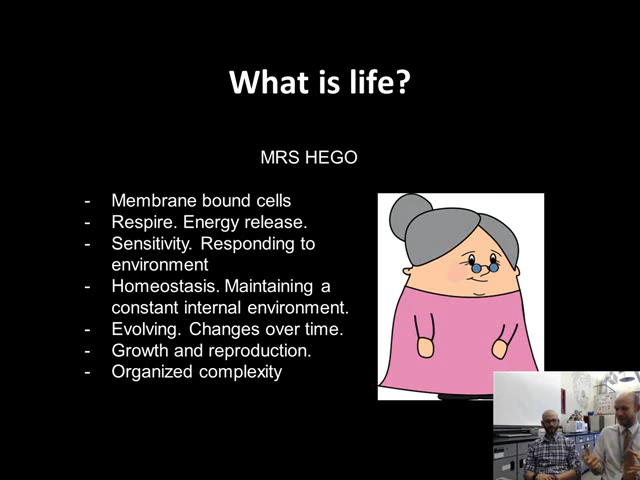 What is life?
MRS HEGO
- Membrane bound cells
- Respire. Energy release.
- Sensitivity. Responding to
environment
- Homeostasis. Maintaining a
constant internal environment.
- Evolving. Changes over time.
- Growth and reproduction.
- Organized complexity